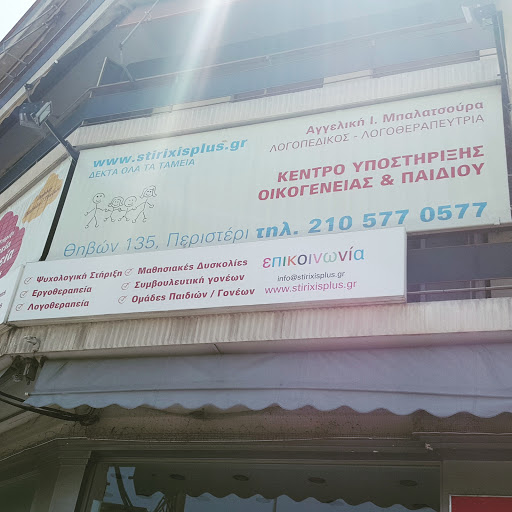 www.stirixisplus.gr
ΔΕΚΤΑ ΟΛΑ ΤΑ ΤΑΜΕΙΑ
Αγγελική Ι. Μπαλατσούρα
ΛΟΓΟΠΕΔΙΚΟΣ - ΛΟΓΟΘΕΡΑΠΕΥΤΡΙΑ
ΚΕΝΤΡΟ ΥΠΟΣΤΗΡΙΞΗΣ
ΟΙΚΟΓΕΝΕΙΑΣ & ΠΑΙΔΙΟΥ
Θηβών 135, Περιστέρι τηλ. 210 577 0577
Ψυχολογική Στήριξη
Εργοθεραπεία
Λογοθεραπεία
Μαθησιακές Δυσκολίες
Συμβουλευτική γονέων
Ομάδες Παιδιών / Γονέων
επικοινωνία
info@stirixisplus.gr
www.stirixisplus.gr